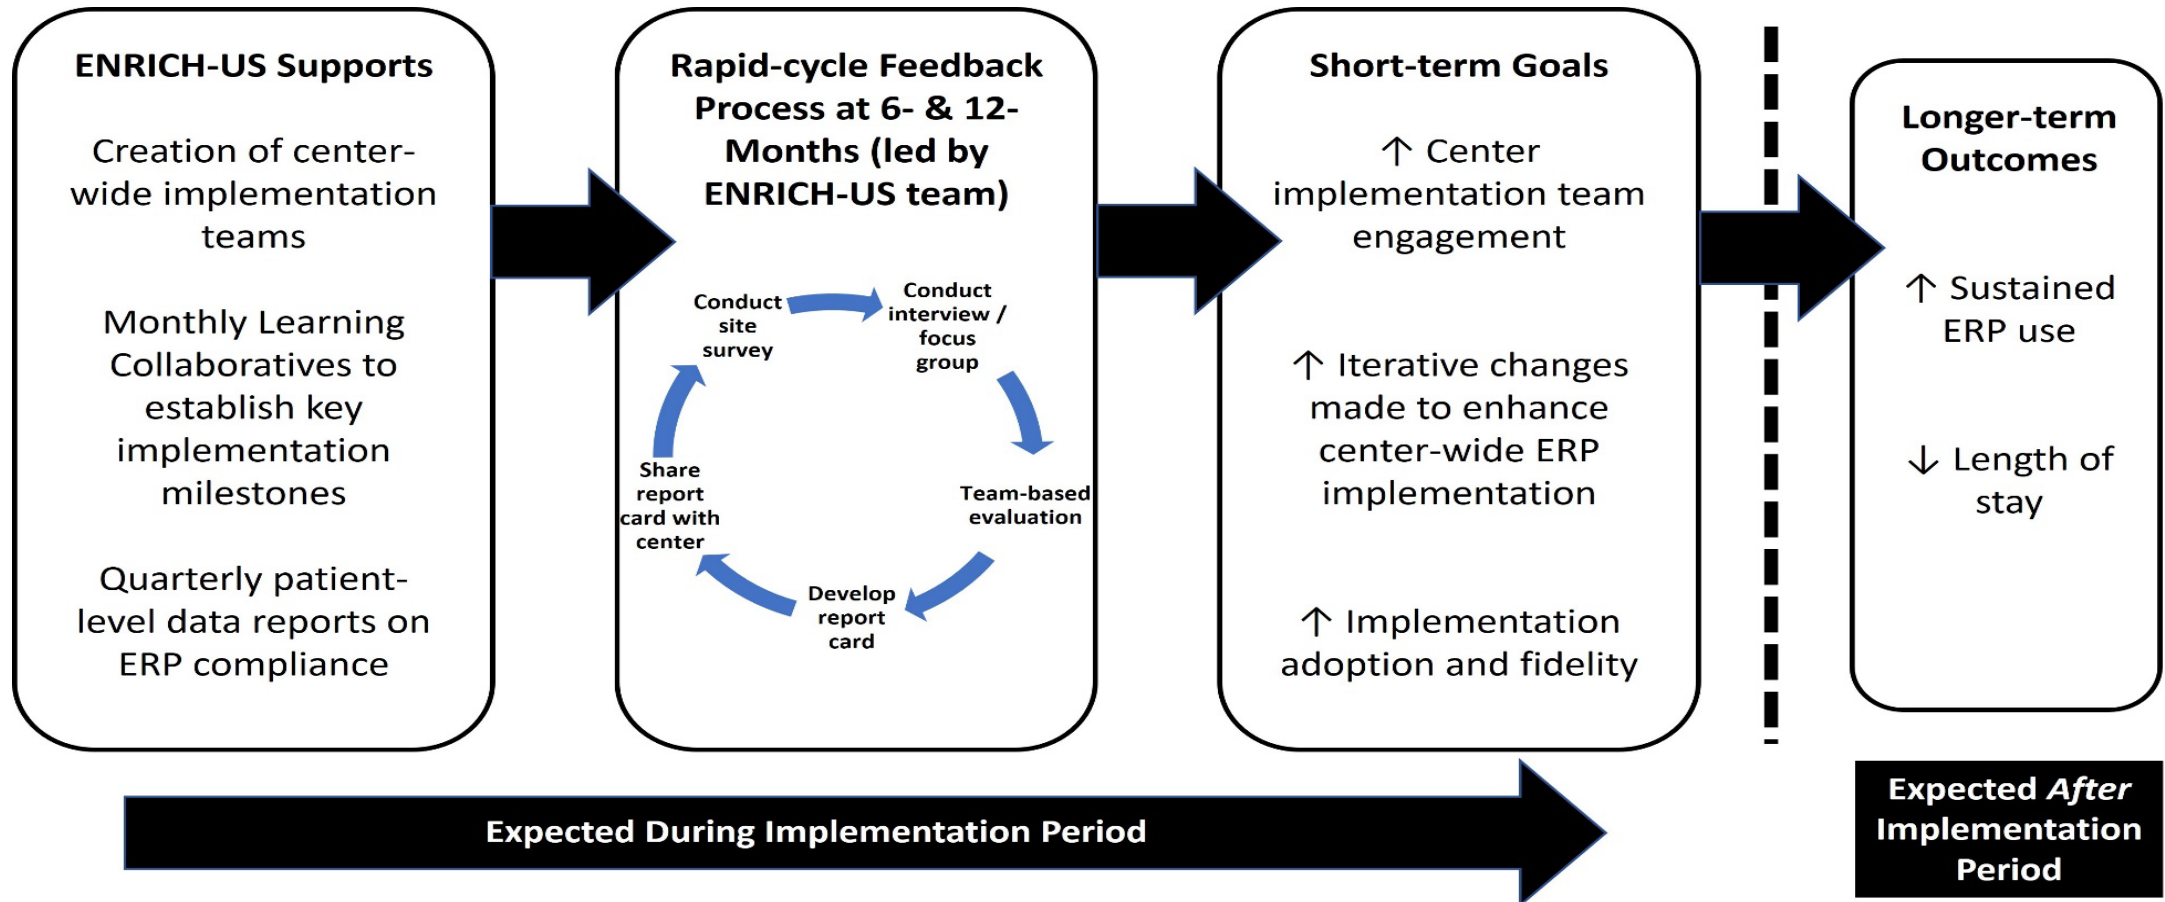 ENRICH-US Supports
Creation of center-
wide implementation
teams
Monthly Learning
Collaboratives to
establish key
implementation
milestones
Quarterly patient-
level data reports on
ERP compliance
Rapid-cycle Feedback
Process at 6- & 12-
Months (led by
ENRICH-US team)
Conduct
site
survey
Conduct
interview /
focus
group
Team-based
evaluation
Develop
report
card
Share
report
card with
center
Short-term Goals
↑ Center
implementation team
engagement
↑ Iterative changes
made to enhance
center-wide ERP
implementation
↑ Implementation
adoption and fidelity
Longer-term
Outcomes
↑ Sustained
ERP use
↓ Length of
stay
Expected During Implementation Period
Expected After
Implementation
Period